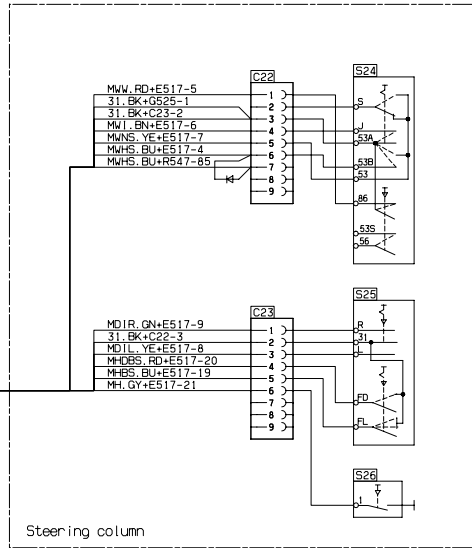 C22
S24
MWW.RD+E517-5
31.BK+G525-1
31.BK+C23-2
MWI.BN+E517-6
MWNS.YE+E517-7
MWHS.BU+E517-4
MWHS.BU+R547-85
1
2
3
4
5
6
7
8
9
S
J
53A
53B
53
86
53S
56
C23
S25
MDIR.GN+E517-9
31.BK+C22-3
MDIL.YE+E517-8
MHDBS.RD+E517-20
MHBS.BU+E517-19
MH.GY+E517-21
1
2
3
4
5
6
7
8
9
R
31
L
FD
FL
S26
1
Steering column